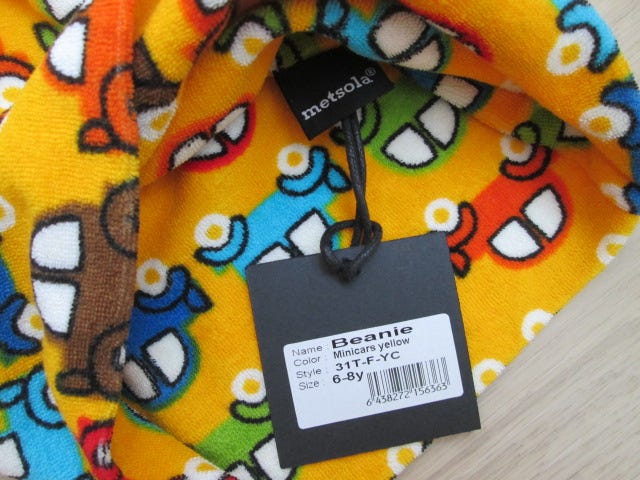 metsola®
Name : Beanie
Color : Minicars yellow
Style : 31T-F-YC
Size : 6-8y
6 438272 156363